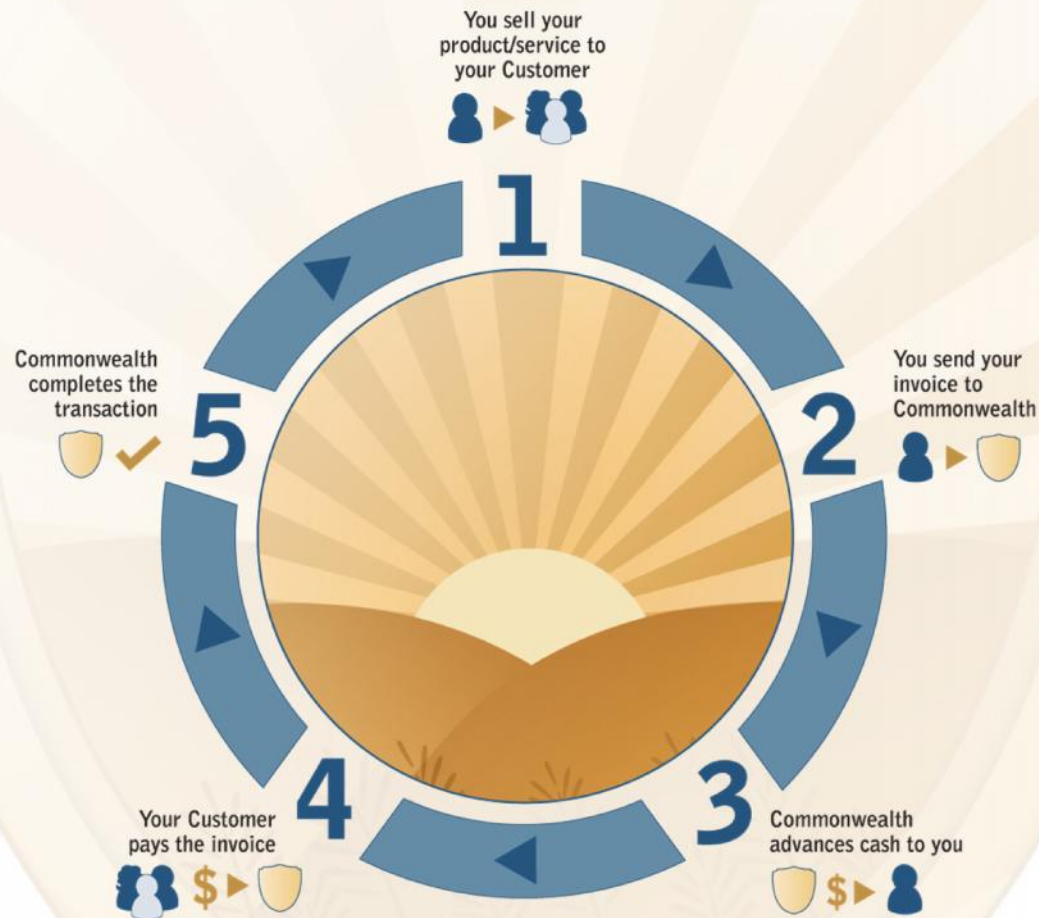 You sell your
product/service to
your Customer
1
2
You send your
invoice to
Commonwealth
3
Commonwealth
advances cash to you
$
4
Your Customer
pays the invoice
$
5
Commonwealth
completes the
transaction